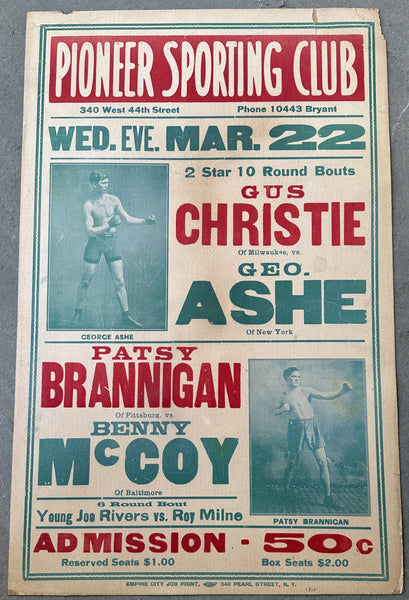 PIONEER SPORTING CLUB
340 West 44th Street Phone 10443 Bryant
WED. EVE. MAR. 22
2 Star 10 Round Bouts
GUS
CHRISTIE
Of Milwaukee, vs.
GEO.
ASHE
Of New York
GEORGE ASHE
PATSY
BRANNIGAN
Of Pittsburg. vs.
BENNY
McCOY
Of Baltimore
6 Round Bout
Young Joe Rivers vs. Roy Milne
PATSY BRANNIGAN
ADMISSION - 50c
Reserved Seats $1.00 Box Seats $2.00
EMPIRE CITY JOB PRINT, 340 PEARL STREET, N. Y.